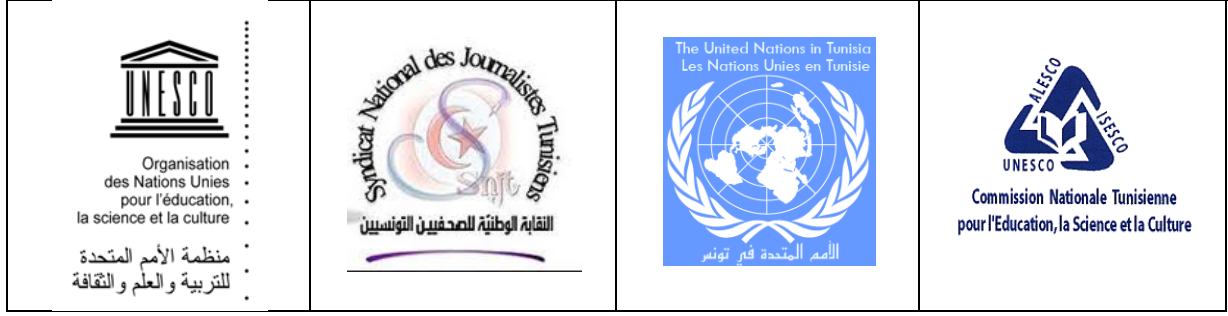 UNESCO
Organisation
des Nations Unies
pour l'éducation,
la science et la culture
منظمة الأمم المتحدة
للتربية والعلم والثقافة
Syndicat National des Journalistes Tunisiens
Snjt
النقابة الوطنيّة للصحفيين التونسيين
The United Nations in Tunisia
Les Nations Unies en Tunisie
الأمم المتحدة في تونس
ALESCO
ISESCO
UNESCO
Commission Nationale Tunisienne
pour l'Education, la Science et la Culture